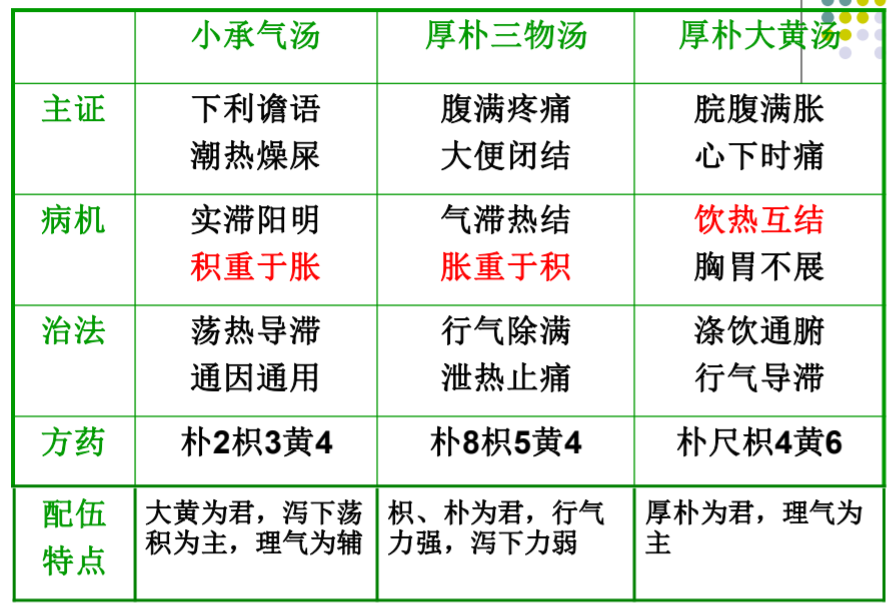 小承气汤 厚朴三物汤 厚朴大黄汤
主证 下利谵语 腹满疼痛 脘腹满胀
潮热燥屎 大便闭结 心下时痛
病机 实滞阳明 气滞热结 饮热互结
积重于胀 胀重于积 胸胃不展
治法 荡热导滞 行气除满 涤饮通腑
通因通用 泄热止痛 行气导滞
方药 朴2枳3黄4 朴8枳5黄4 朴尺枳4黄6
配伍 大黄为君，泻下荡 枳、朴为君，行气 厚朴为君，理气为
特点 积为主，理气为辅 力强，泻下力弱 主